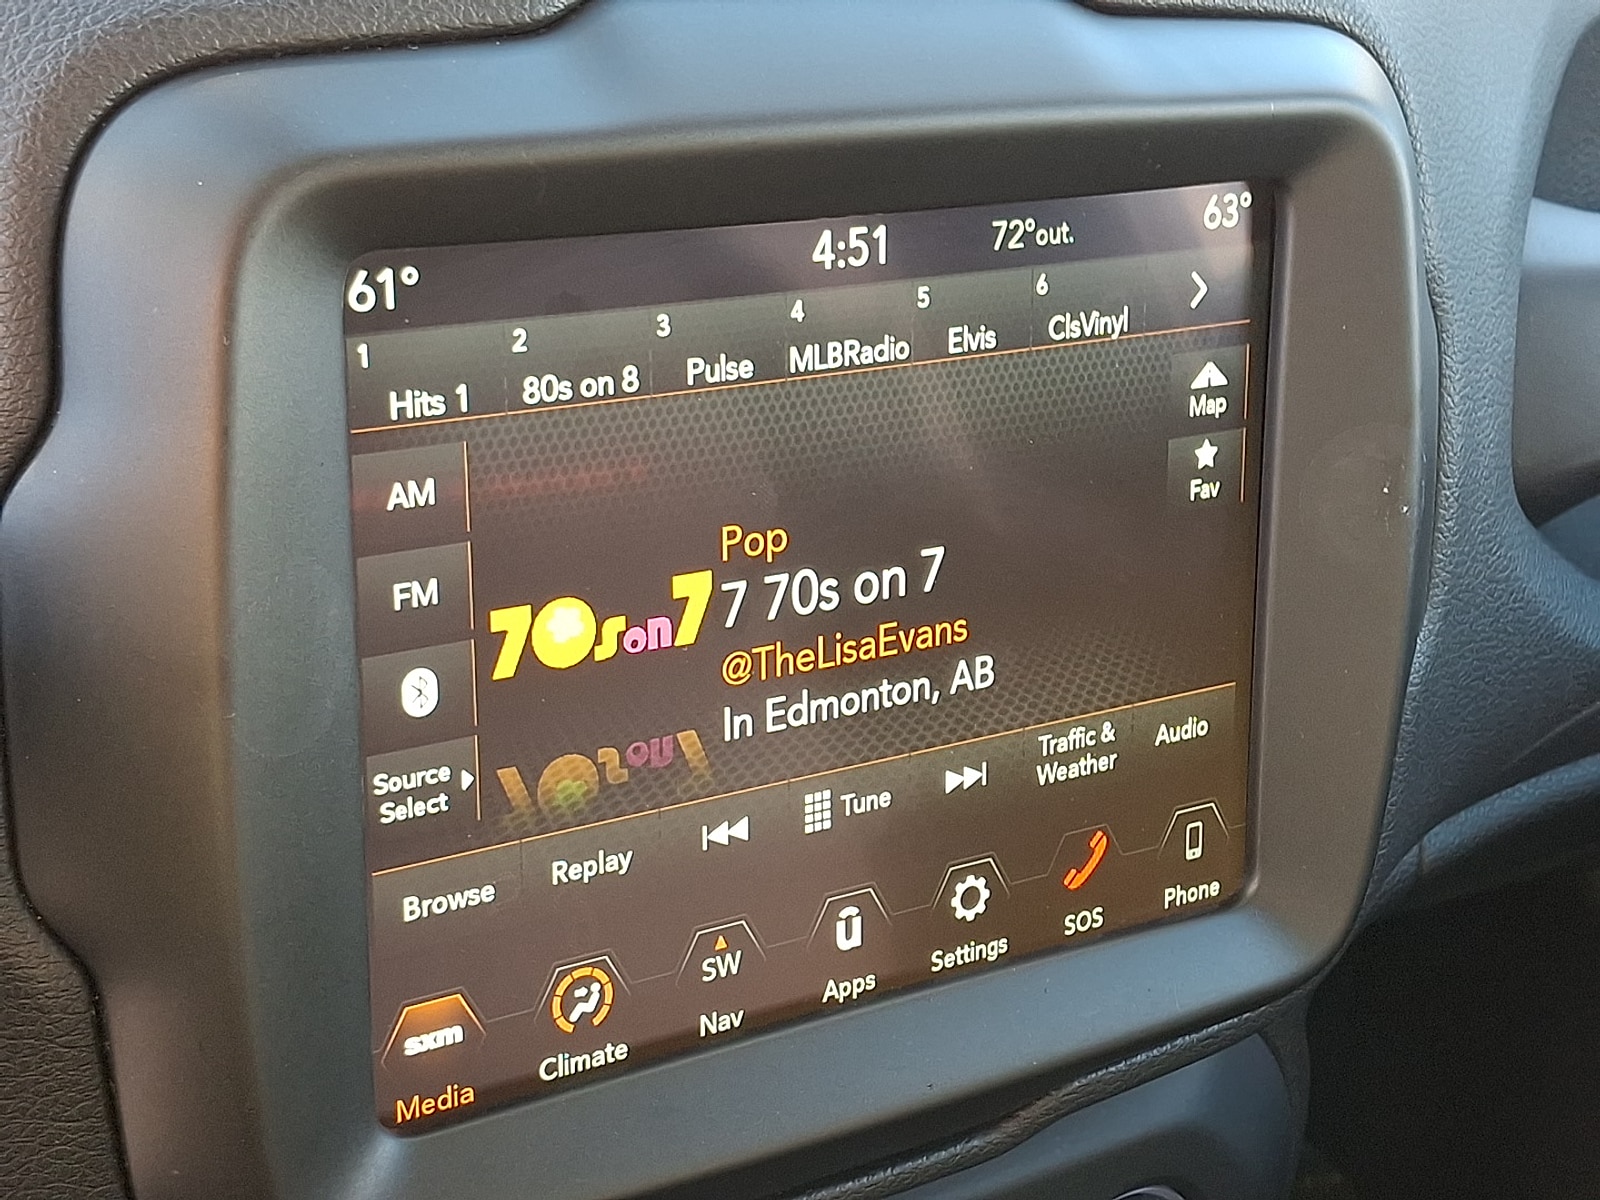 61°
4:51
72°out.
63°
1
Hits 1
2
80s on 8
3
Pulse
4
MLBRadio
5
Elvis
6
ClsVinyl
Map
Fav
AM
FM
Source
Select
70s on 7
Pop
7 70s on 7
@TheLisaEvans
In Edmonton, AB
Browse
Replay
Tune
Traffic &
Weather
Audio
sxm
Media
Climate
SW
Nav
u
Apps
Settings
SOS
Phone